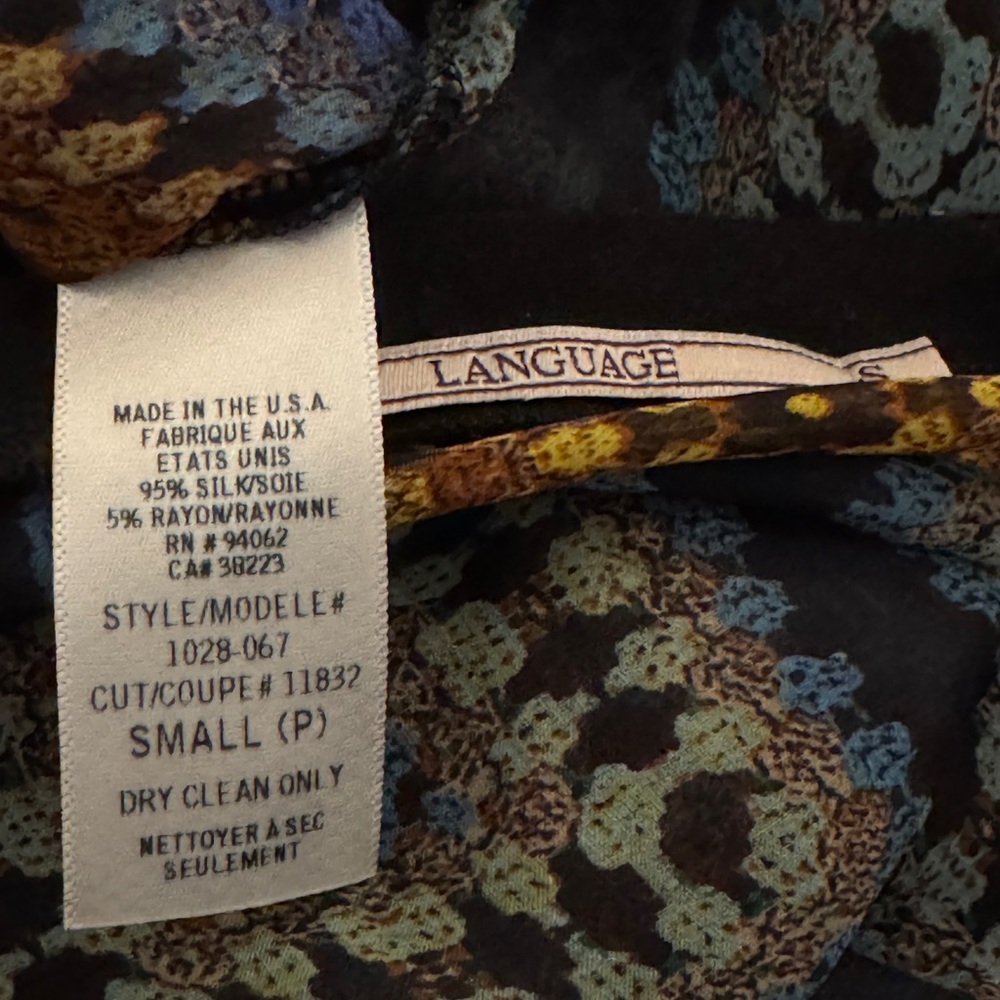 MADE IN THE U.S.A.
FABRIQUE AUX
ETATS UNIS
95% SILK/SOIE
5% RAYON/RAYONNE
RN # 94062
CA# 38223
STYLE/MODELE#
1028-067
CUT/COUPE# 11832
SMALL (P)
DRY CLEAN ONLY
NETTOYER A SEC
SEULEMENT
LANGUAGE
S